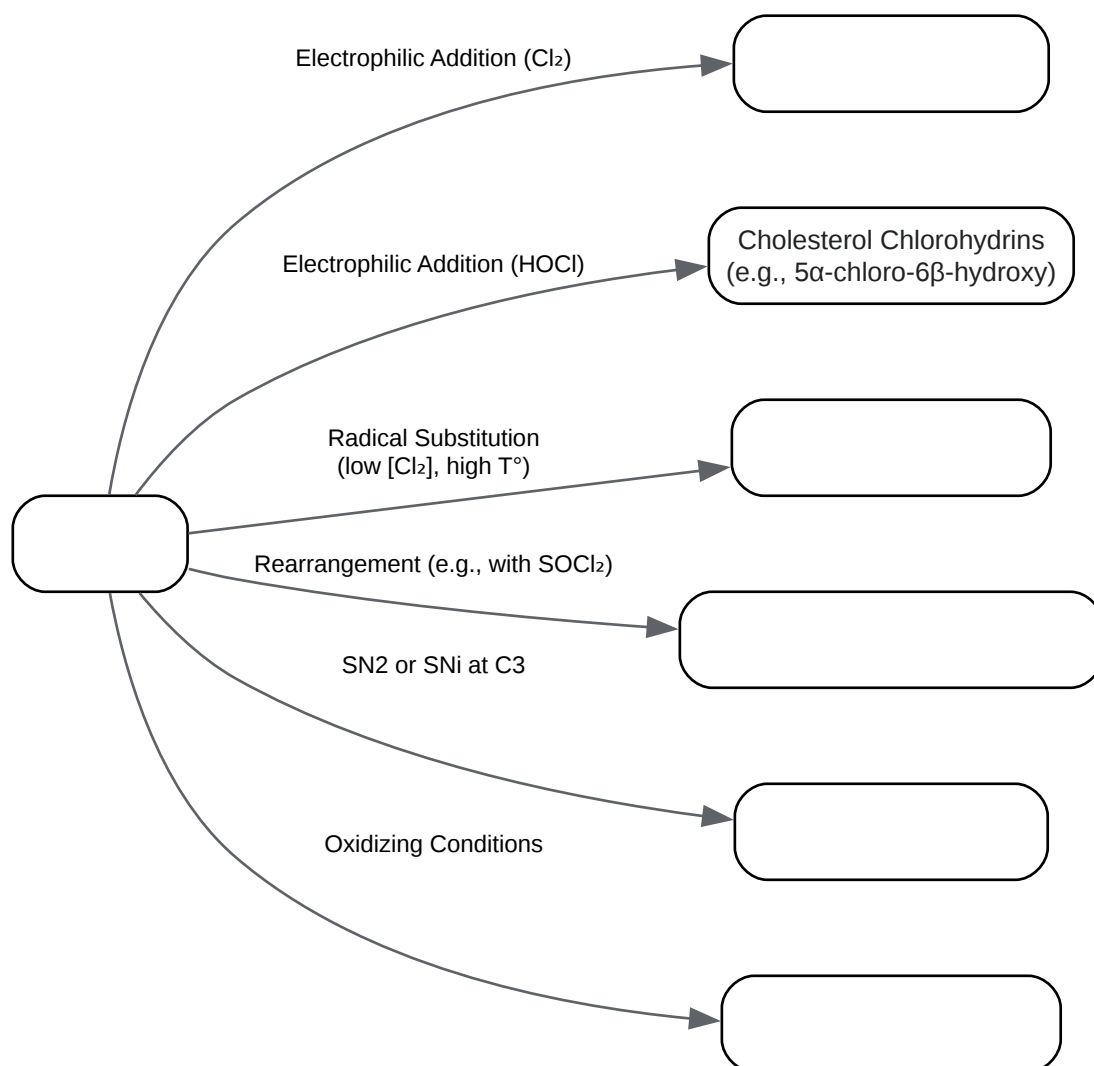 Electrophilic Addition (Cl₂)
Electrophilic Addition (HOCl)
Cholesterol Chlorohydrins
(e.g., 5α-chloro-6β-hydroxy)
Radical Substitution
(low [Cl₂], high T°)
Rearrangement (e.g., with SOCl₂)
SN2 or SNi at C3
Oxidizing Conditions